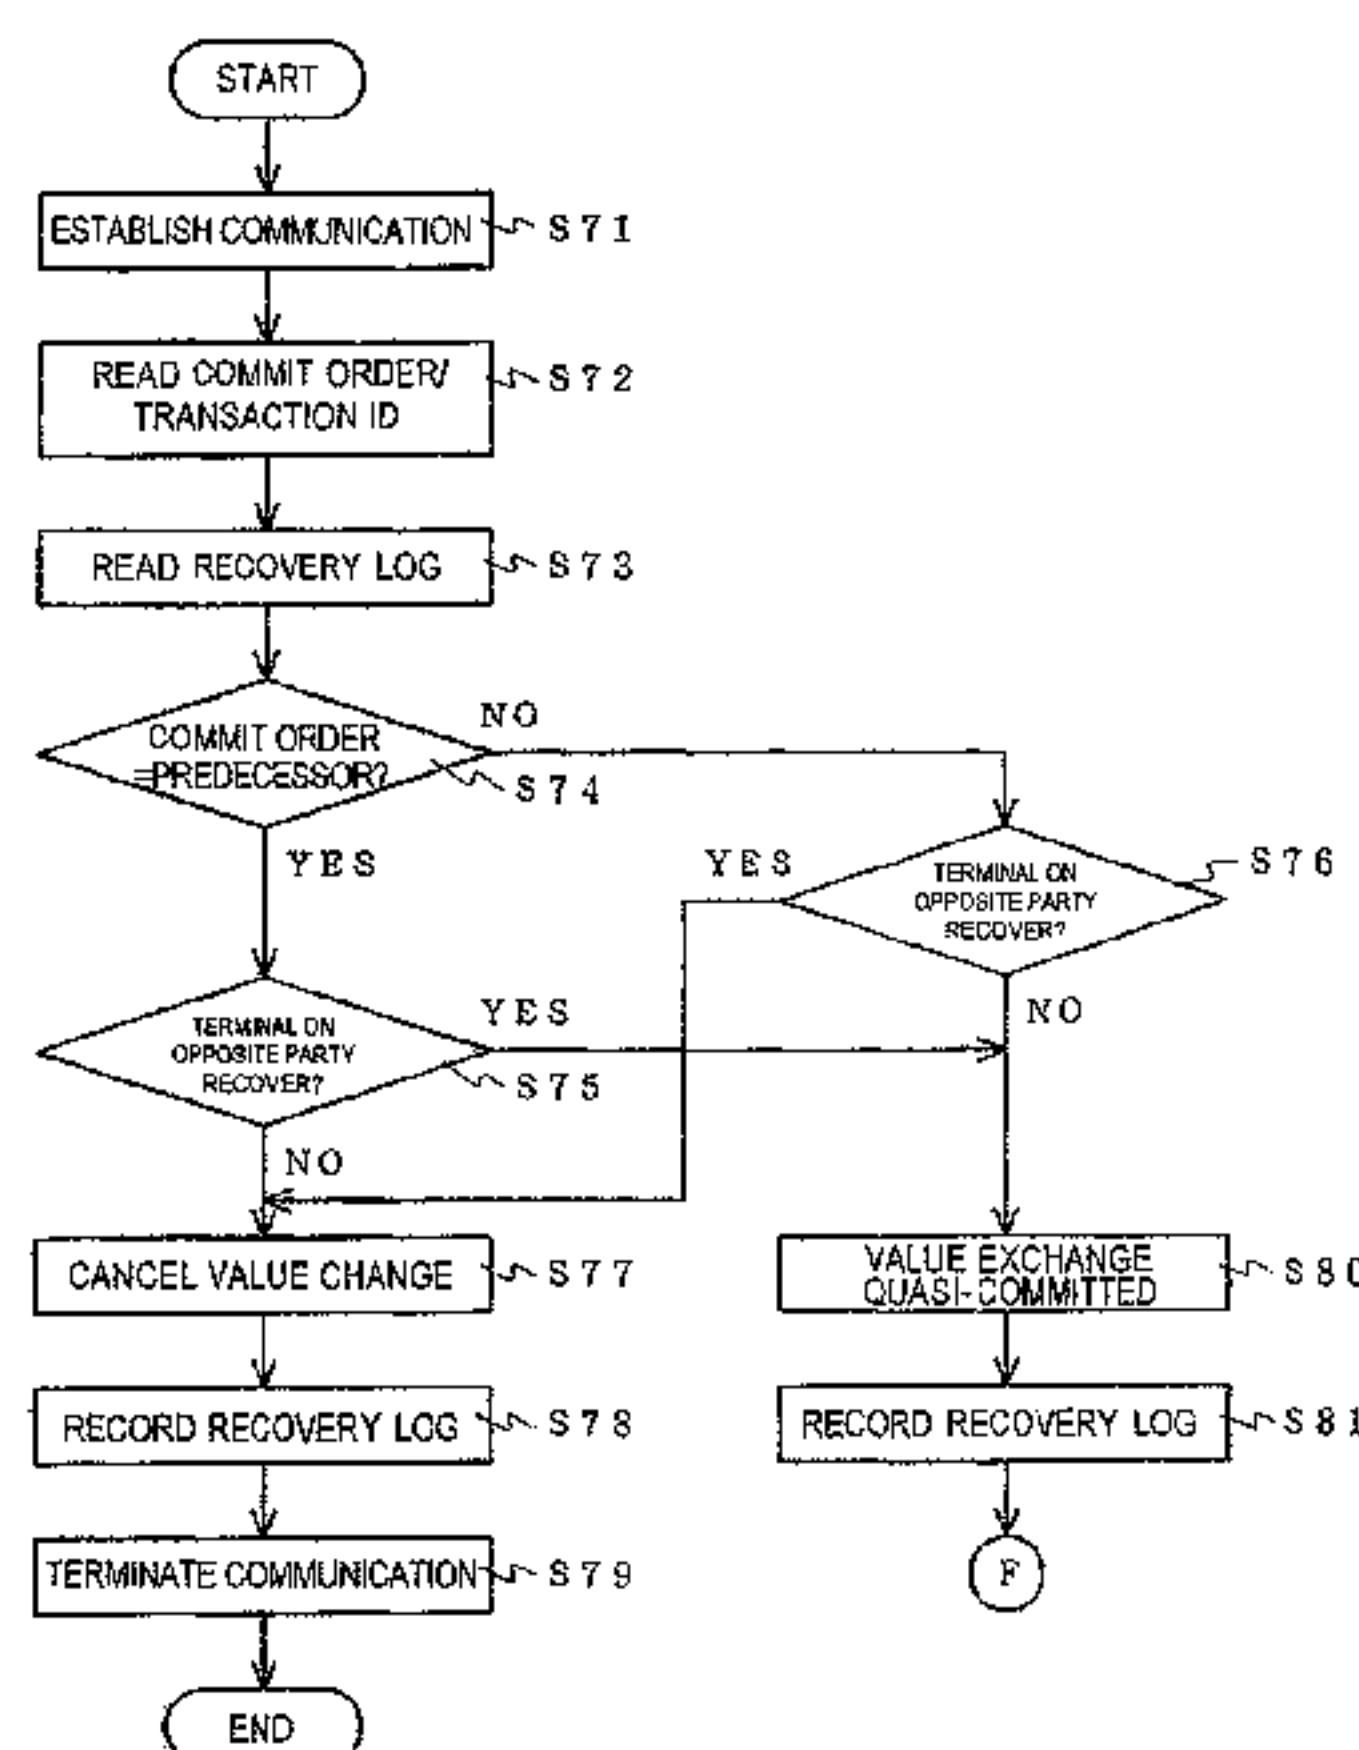 START
ESTABLISH COMMUNICATION
S71
READ COMMIT ORDER/
TRANSACTION ID
S72
READ RECOVERY LOG
S73
COMMIT ORDER
=PREDECESSOR?
S74
NO
YES
TERMINAL ON
OPPOSITE PARTY
RECOVER?
S76
YES
NO
TERMINAL ON
OPPOSITE PARTY
RECOVER?
S75
YES
NO
CANCEL VALUE CHANGE
S77
VALUE EXCHANGE
QUASI-COMMITTED
S80
RECORD RECOVERY LOG
S78
RECORD RECOVERY LOG
S81
TERMINATE COMMUNICATION
S79
F
END